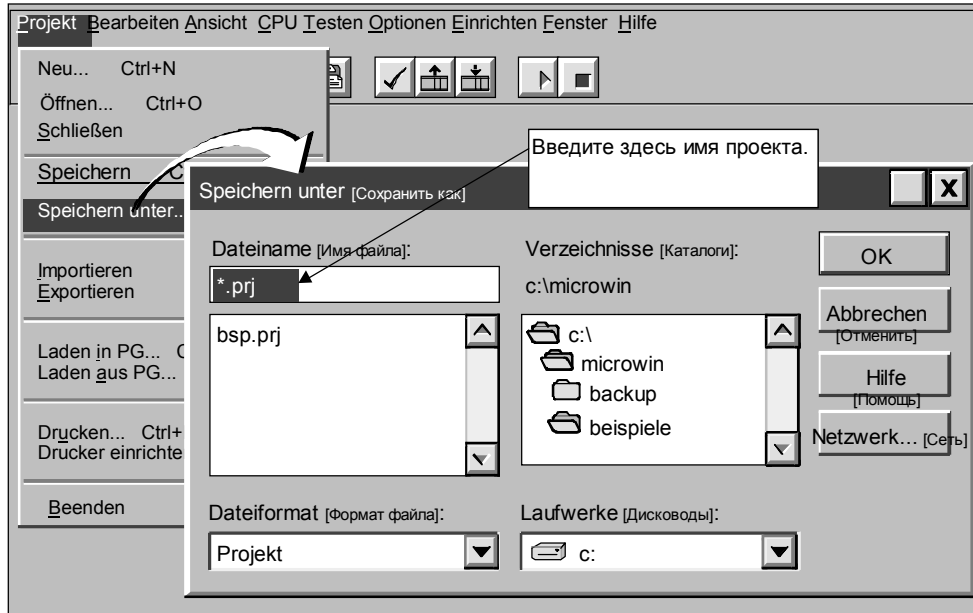 Projekt Bearbeiten Ansicht CPU Testen Optionen Einrichten Fenster Hilfe
Neu... Ctrl+N
Öffnen... Ctrl+O
Schließen
Speichern C
Speichern unter..
Importieren
Exportieren
Laden in PG... C
Laden aus PG...
Drucken... Ctrl+
Drucker einrichte
Beenden
Введите здесь имя проекта.
Speichern unter [Сохранить как]
X
Dateiname [Имя файла]:
*.prj
bsp.prj
Dateiformat [Формат файла]:
Projekt
Verzeichnisse [Каталоги]:
c:\microwin
c:\
microwin
backup
beispiele
Laufwerke [Дисководы]:
c:
OK
Abbrechen
[Отменить]
Hilfe
[Помощь]
Netzwerk... [Сеть]